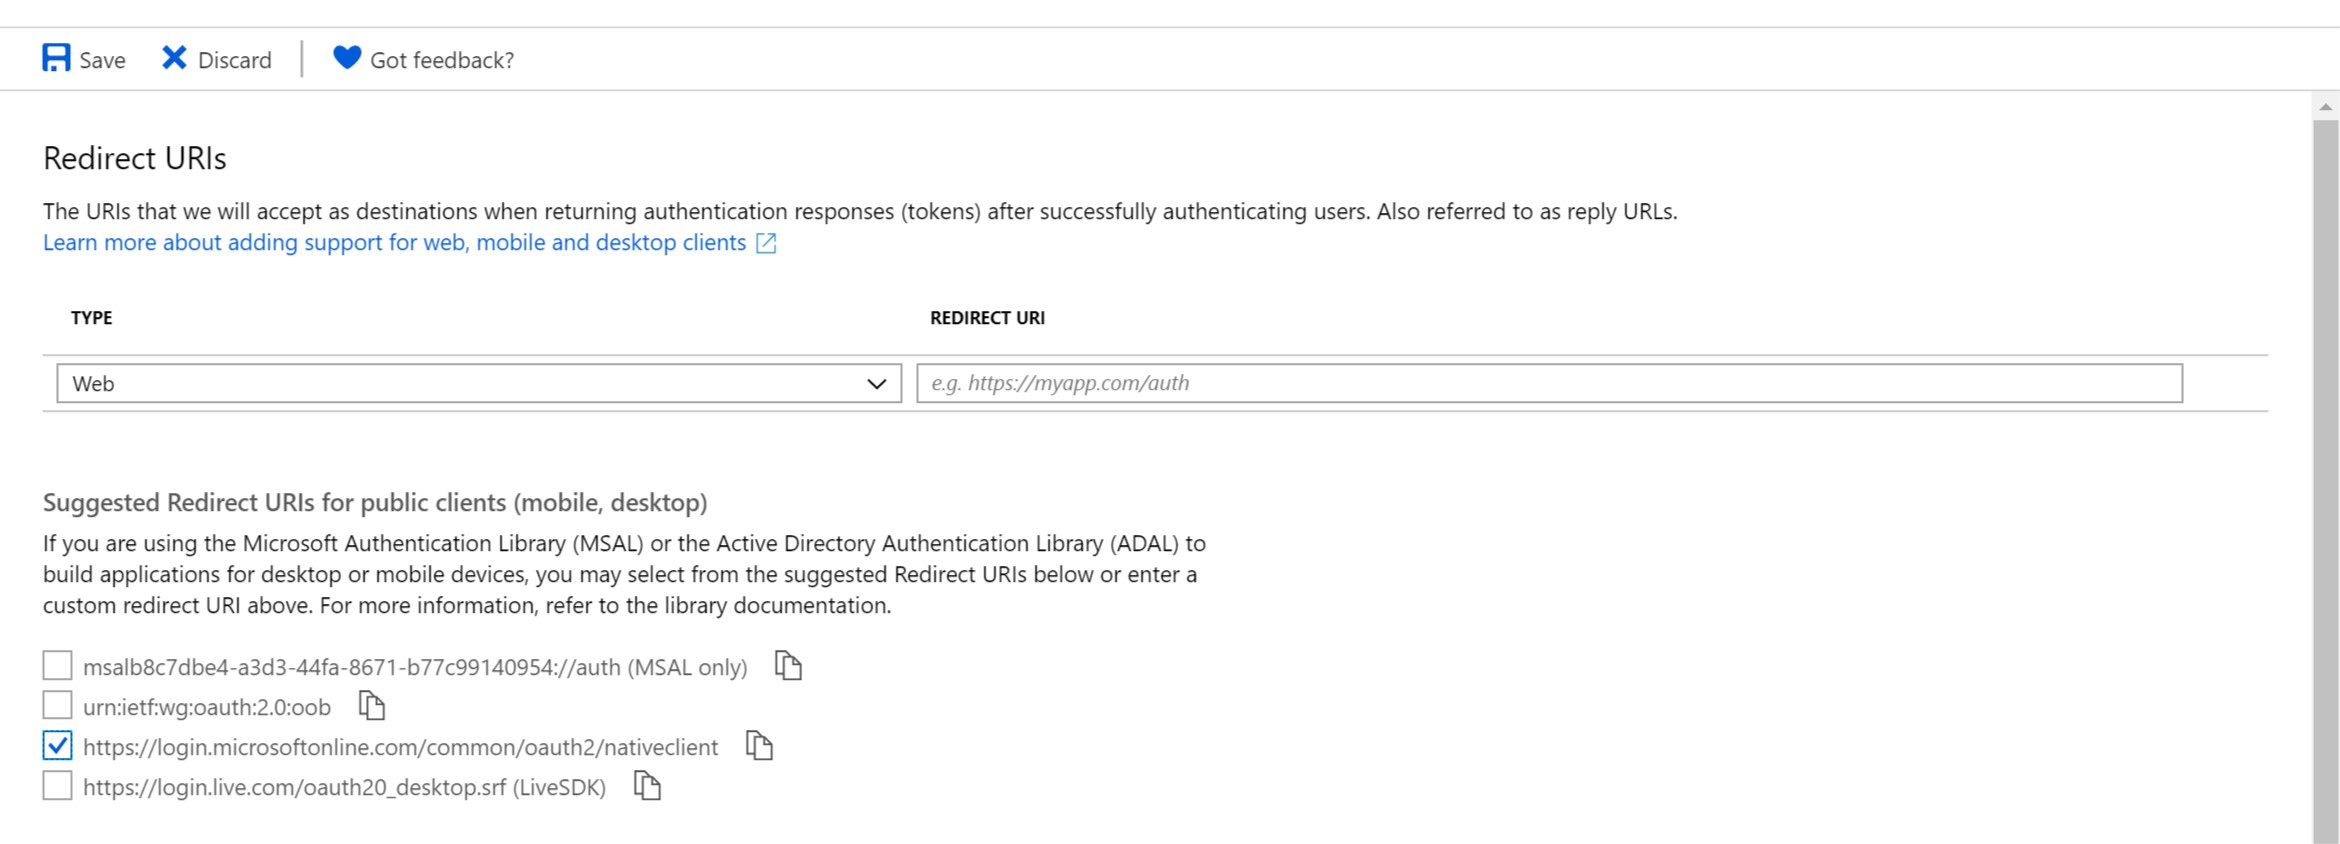 Save Discard Got feedback?
Redirect URIs
The URIs that we will accept as destinations when returning authentication responses (tokens) after successfully authenticating users. Also referred to as reply URLs.
Learn more about adding support for web, mobile and desktop clients
TYPE REDIRECT URI
Web e.g. https://myapp.com/auth
Suggested Redirect URIs for public clients (mobile, desktop)
If you are using the Microsoft Authentication Library (MSAL) or the Active Directory Authentication Library (ADAL) to
build applications for desktop or mobile devices, you may select from the suggested Redirect URIs below or enter a
custom redirect URI above. For more information, refer to the library documentation.
msalb8c7dbe4-a3d3-44fa-8671-b77c99140954://auth (MSAL only)
urn:ietf:wg:oauth:2.0:oob
https://login.microsoftonline.com/common/oauth2/nativeclient
https://login.live.com/oauth20_desktop.srf (LiveSDK)